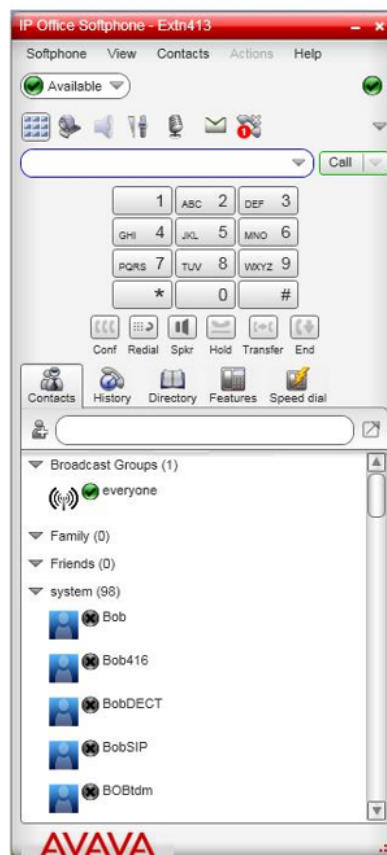 IP Office Softphone - Extn413
Softphone View Contacts Actions Help
Available
1
Call
1 ABC 2 DEF 3
GHI 4 JKL 5 MNO 6
PQRS 7 TUV 8 WXYZ 9
* 0 #
Conf Redial Spkr Hold Transfer End
Contacts History Directory Features Speed dial
Broadcast Groups (1)
everyone
Family (0)
Friends (0)
system (98)
Bob
Bob416
BobDECT
BobSIP
BOBtdm
AVAYA